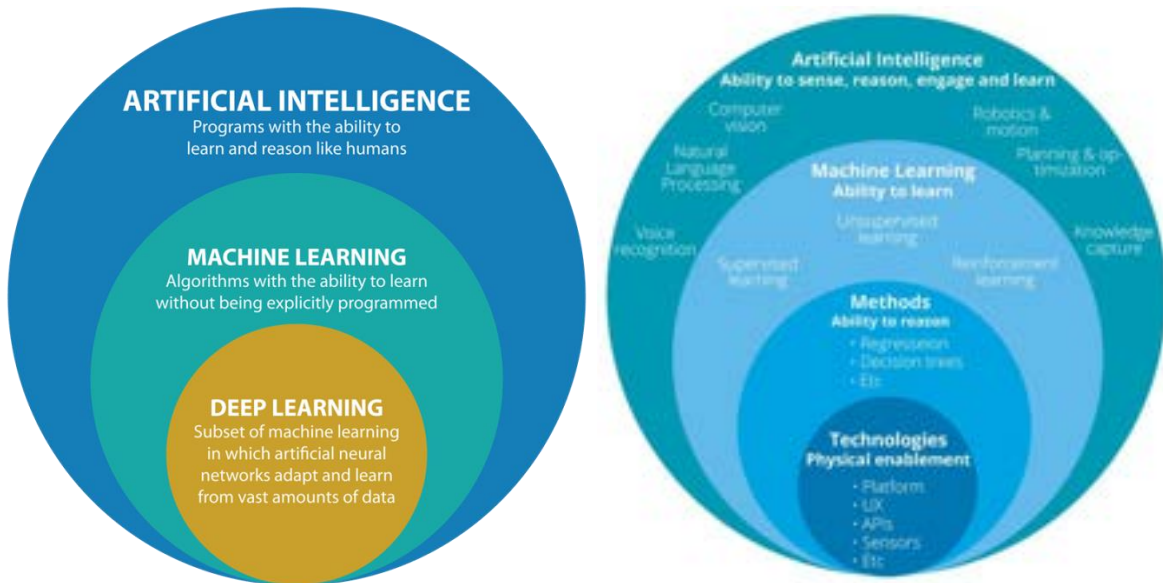 ARTIFICIAL INTELLIGENCE
Programs with the ability to
learn and reason like humans
MACHINE LEARNING
Algorithms with the ability to learn
without being explicitly programmed
DEEP LEARNING
Subset of machine learning
in which artificial neural
networks adapt and learn
from vast amounts of data
Artificial Intelligence
Ability to sense, reason, engage and learn
Computer
vision
Natural
Language
Processing
Voice
recognition
Robotics &
motion
Planning & op-
timization
Knowledge
capture
Machine Learning
Ability to learn
Unsupervised
learning
Supervised
learning
Reinforcement
learning
Methods
Ability to reason
• Regression
• Decision trees
• Etc
Technologies
Physical enablement
• Platform
• UX
• APIs
• Sensors
• Etc